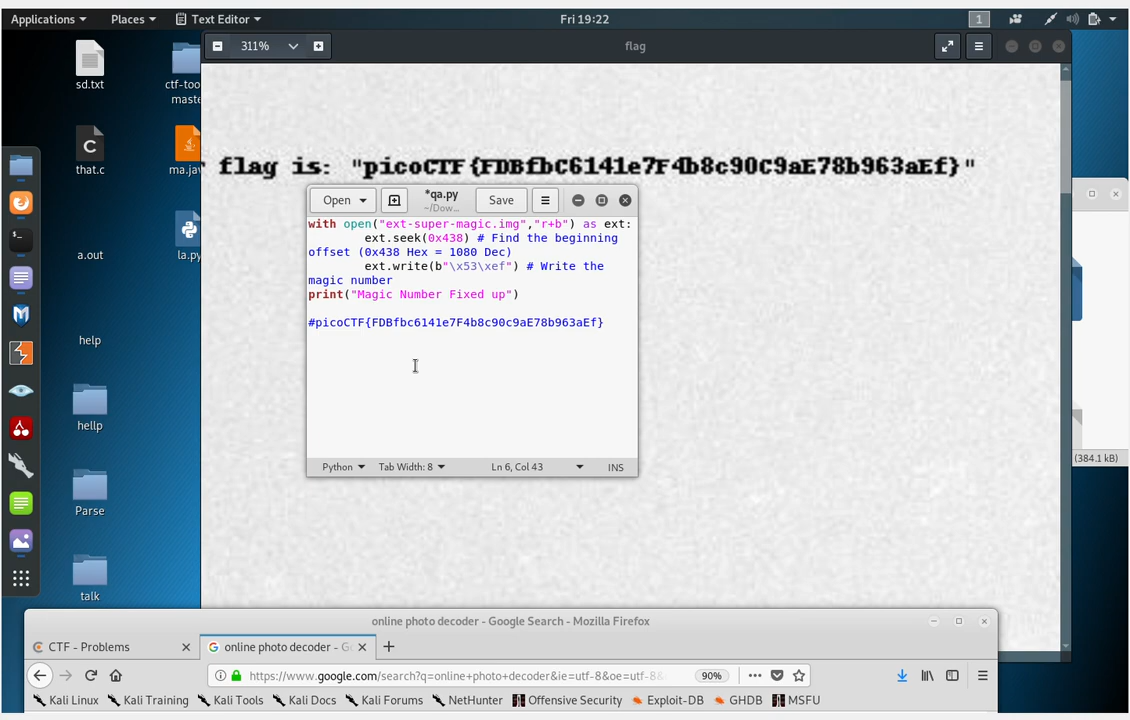 Applications Places Text Editor Fri 19:22 1
311% flag
sd.txt
ctf-too
maste
that.c
ma.jav
a.out
la.py
help
hellp
Parse
talk
flag is: "picoCTF{FDBfbC6141e7F4b8c90C9aE78b963aEf}"
Open *qa.py Save
~/Dow...
with open("ext-super-magic.img","r+b") as ext:
ext.seek(0x438) # Find the beginning
offset (0x438 Hex = 1080 Dec)
ext.write(b"\x53\xef") # Write the
magic number
print("Magic Number Fixed up")
#picoCTF{FDBfbc6141e7F4b8c90c9aE78b963aEf}
Python Tab Width: 8 Ln 6, Col 43 INS
(384.1 kB)
online photo decoder - Google Search - Mozilla Firefox
CTF - Problems online photo decoder - G
https://www.google.com/search?q=online+photo+decoder&ie=utf-8&oe=utf-8& 90%
Kali Linux Kali Training Kali Tools Kali Docs Kali Forums NetHunter Offensive Security Exploit-DB GHDB MSFU